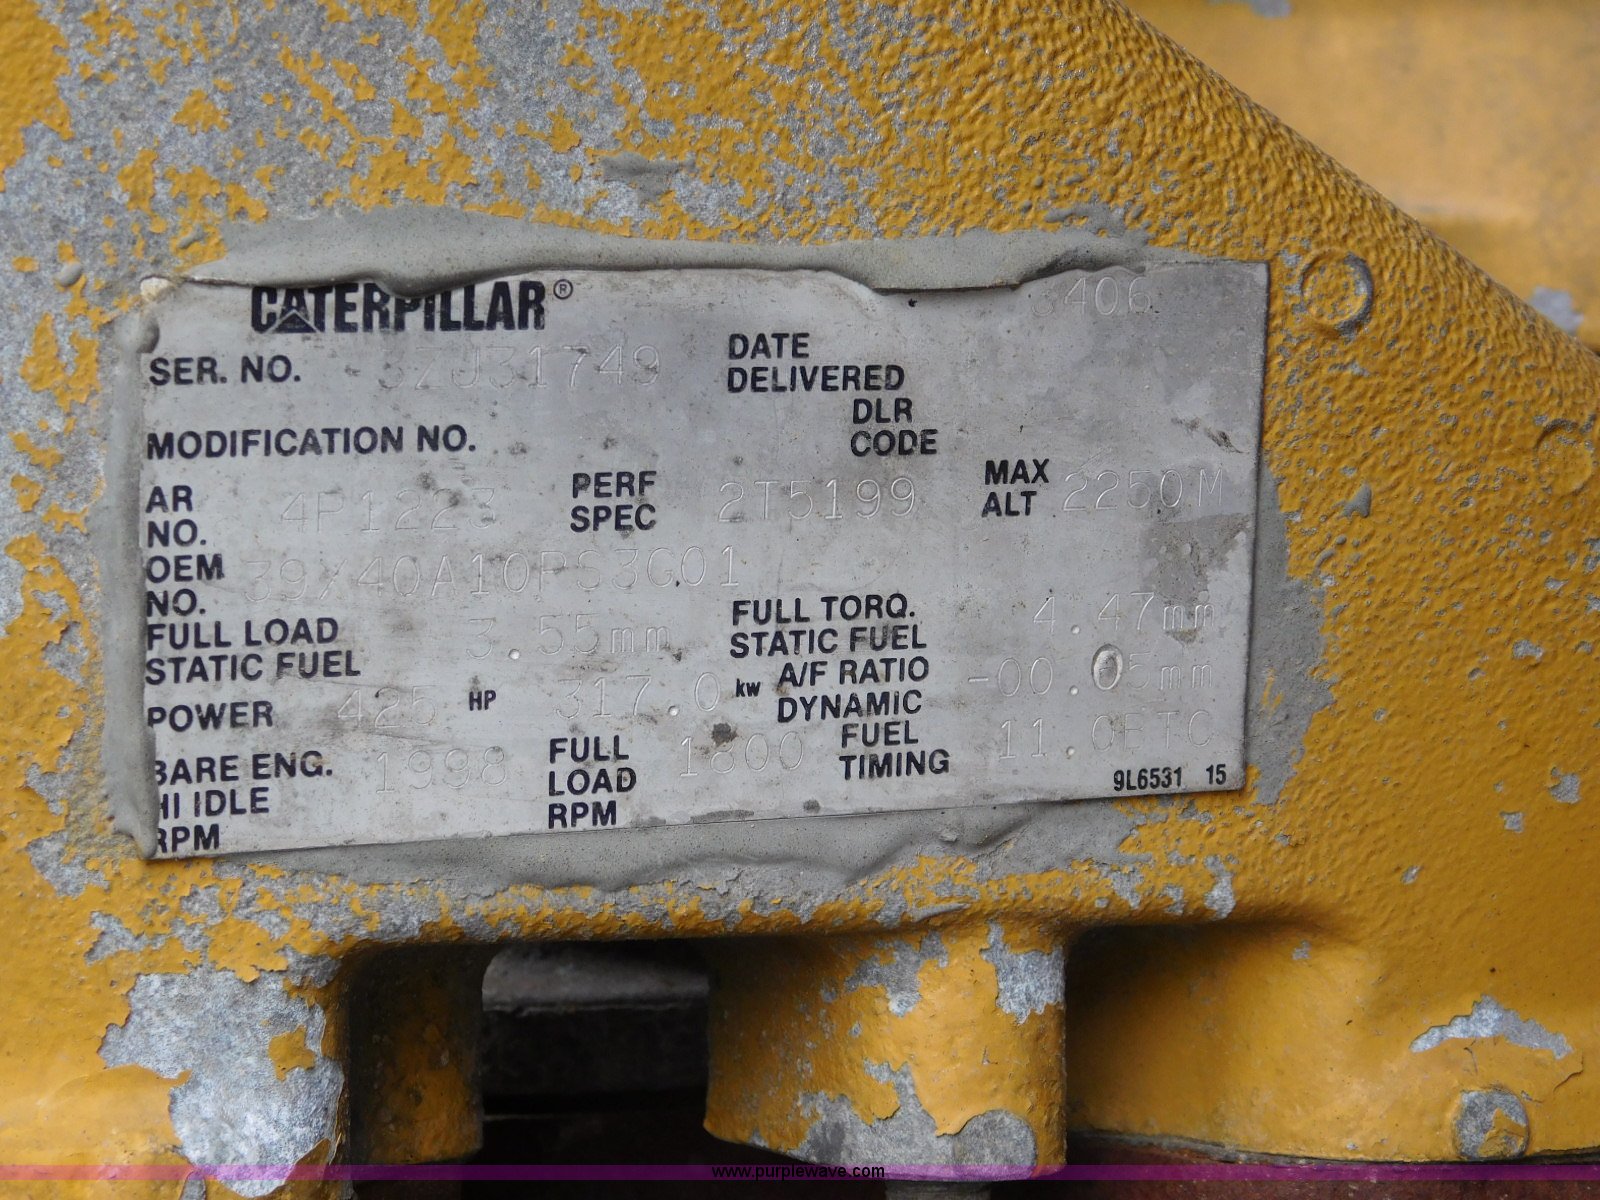 CATERPILLAR® 3406
SER. NO. 5ZJ31749
DATE
DELIVERED
DLR
CODE
MODIFICATION NO.
AR
NO. 4P1223
PERF
SPEC 2T5199
MAX
ALT 2250M
OEM
NO. 39X40A10PS3G01
FULL LOAD
STATIC FUEL 3.55mm
FULL TORQ.
STATIC FUEL 4.47mm
POWER 425 HP 317.0 kw
A/F RATIO
DYNAMIC -00.05mm
BARE ENG.
HI IDLE
RPM 1998
FULL
LOAD
RPM 1800
FUEL
TIMING 11.0BTC
9L6531 15
www.purplewave.com